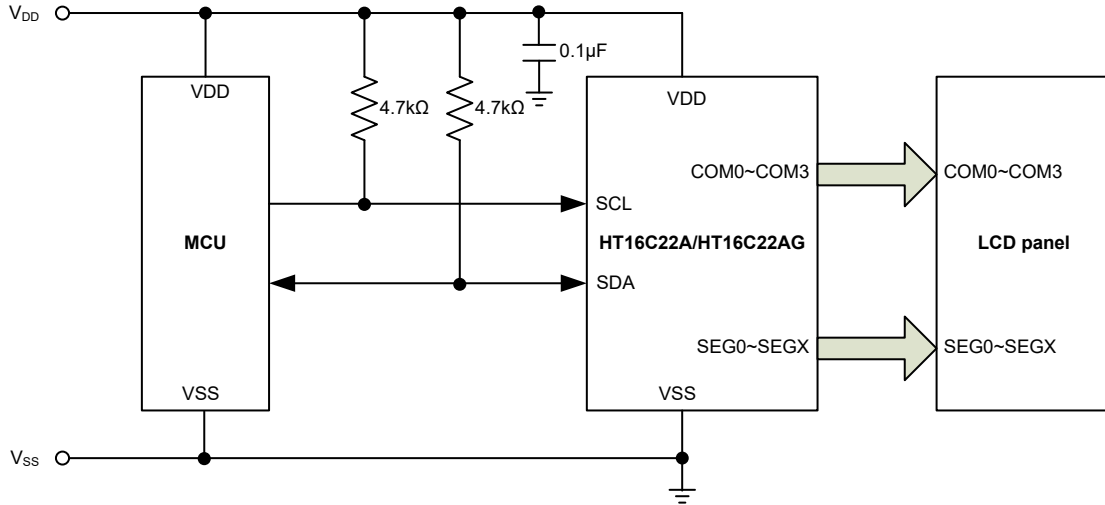 VDD
0.1µF
VDD
4.7kΩ
4.7kΩ
VDD
COM0~COM3
COM0~COM3
SCL
MCU
HT16C22A/HT16C22AG
LCD panel
SDA
SEG0~SEGX
SEG0~SEGX
VSS
VSS
VSS